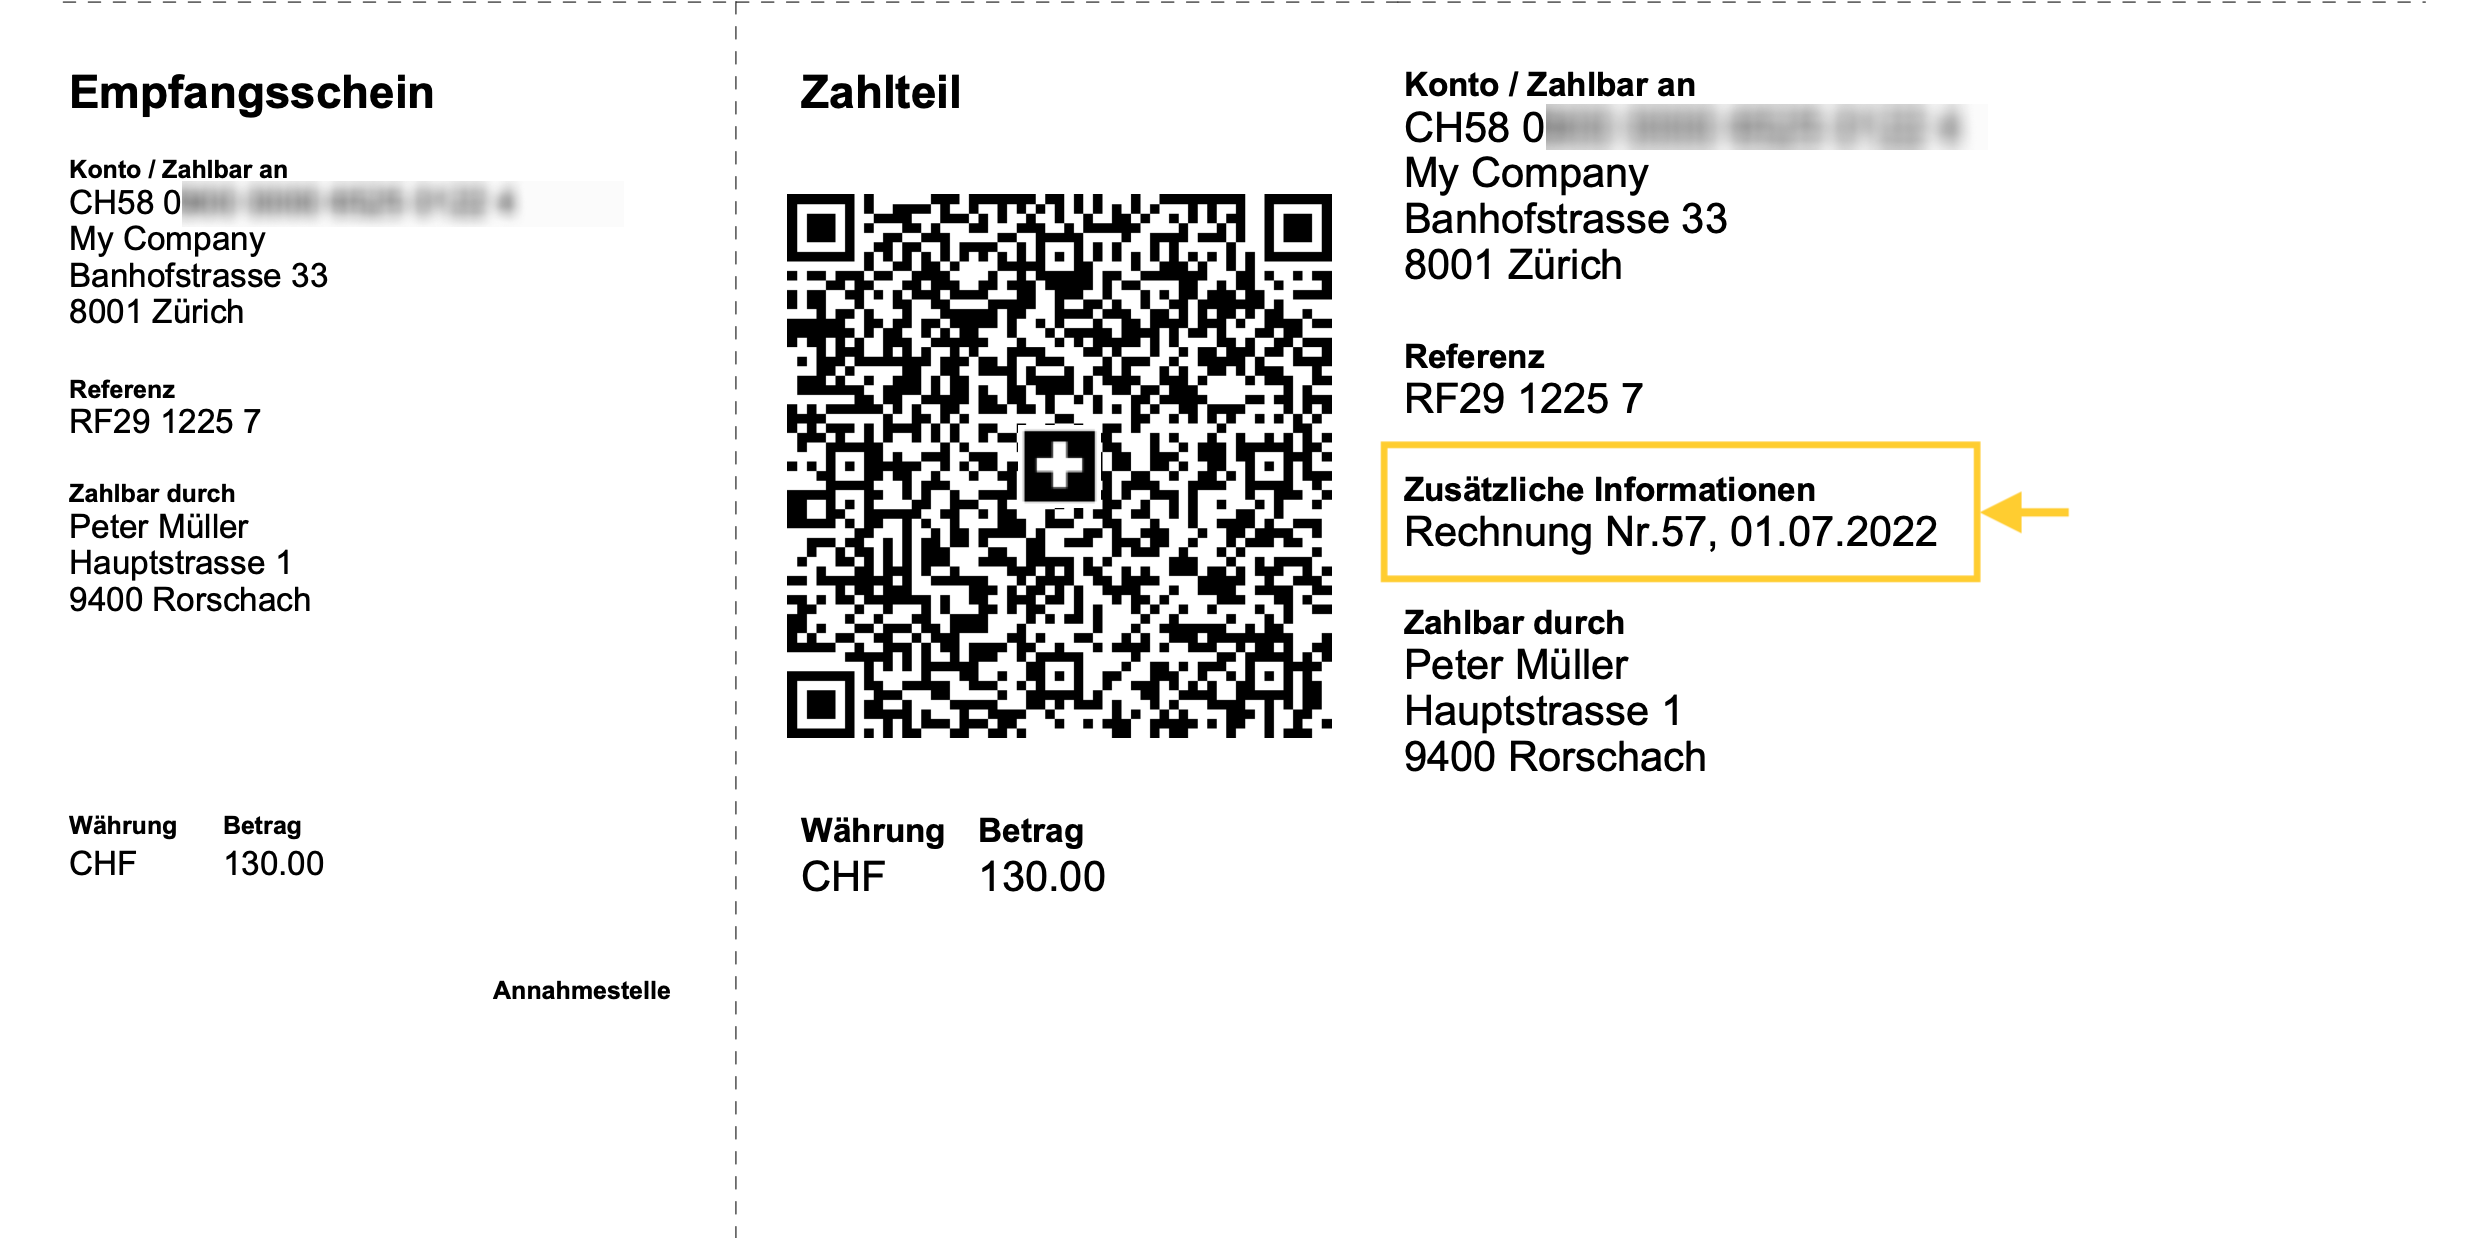 Empfangsschein
Konto / Zahlbar an
CH58 0
My Company
Banhofstrasse 33
8001 Zürich
Referenz
RF29 1225 7
Zahlbar durch
Peter Müller
Hauptstrasse 1
9400 Rorschach
Währung Betrag
CHF 130.00
Annahmestelle
Zahlteil
Währung Betrag
CHF 130.00
Konto / Zahlbar an
CH58 0
My Company
Banhofstrasse 33
8001 Zürich
Referenz
RF29 1225 7
Zusätzliche Informationen
Rechnung Nr.57, 01.07.2022
Zahlbar durch
Peter Müller
Hauptstrasse 1
9400 Rorschach